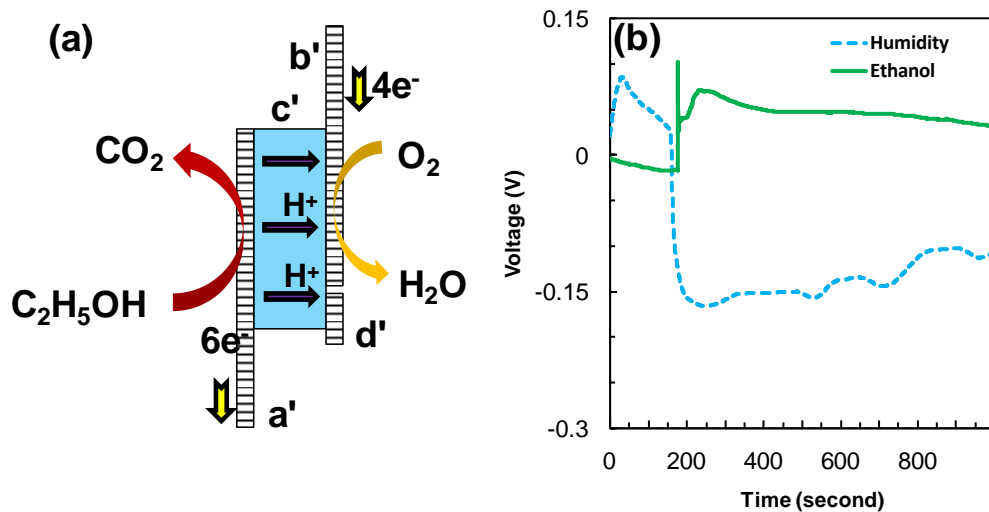 (a)
b'
4e⁻
c'
CO₂
O₂
H⁺
H⁺
C₂H₅OH
H₂O
6e⁻
d'
a'
(b)
Humidity
Ethanol
Voltage (V)
0.15
0
-0.15
-0.3
0 200 400 600 800
Time (second)